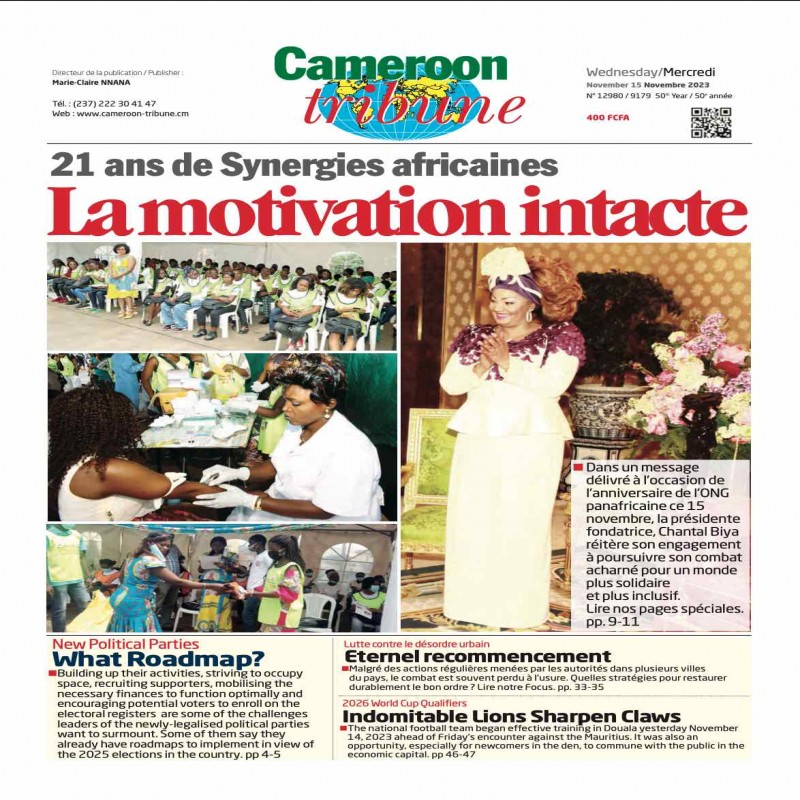 Directeur de la publication / Publisher :
Marie-Claire NNANA
Tél. : (237) 222 30 41 47
Web : www.cameroon-tribune.cm
Cameroon
tribune
Wednesday/Mercredi
November 15 Novembre 2023
N° 12980 / 9179 50th Year / 50e année
400 FCFA
21 ans de Synergies africaines
La motivation intacte
Dans un message
délivré à l'occasion de
l'anniversaire de l'ONG
panafricaine ce 15
novembre, la présidente
fondatrice, Chantal Biya
réitère son engagement
à poursuivre son combat
acharné pour un monde
plus solidaire
et plus inclusif.
Lire nos pages spéciales.
pp. 9-11
New Political Parties
What Roadmap?
Building up their activities, striving to occupy
space, recruiting supporters, mobilising the
necessary finances to function optimally and
encouraging potential voters to enroll on the
electoral registers are some of the challenges
leaders of the newly-legalised political parties
want to surmount. Some of them say they
already have roadmaps to implement in view of
the 2025 elections in the country. pp 4-5
Lutte contre le désordre urbain
Eternel recommencement
Malgré des actions régulières menées par les autorités dans plusieurs villes
du pays, le combat est souvent perdu à l'usure. Quelles stratégies pour restaurer
durablement le bon ordre ? Lire notre Focus. pp. 33-35
2026 World Cup Qualifiers
Indomitable Lions Sharpen Claws
The national football team began effective training in Douala yesterday November
14, 2023 ahead of Friday's encounter against the Mauritius. It was also an
opportunity, especially for newcomers in the den, to commune with the public in the
economic capital. pp 46-47